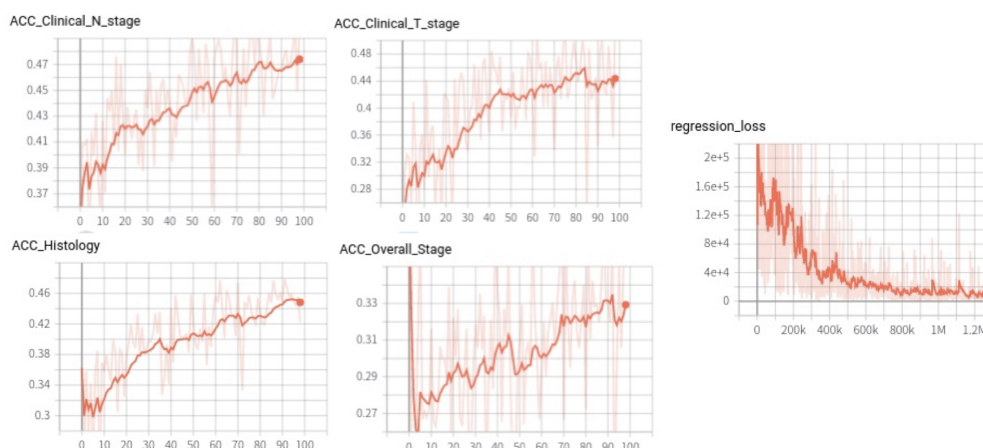 ACC_Clinical_N_stage
0.47
0.45
0.43
0.41
0.39
0.37
0 10 20 30 40 50 60 70 80 90 100
ACC_Clinical_T_stage
0.48
0.44
0.4
0.36
0.32
0.28
0 10 20 30 40 50 60 70 80 90 100
ACC_Histology
0.46
0.42
0.38
0.34
0.3
0 10 20 30 40 50 60 70 80 90 100
ACC_Overall_Stage
0.33
0.31
0.29
0.27
0 10 20 30 40 50 60 70 80 90 100
regression_loss
2e+5
1.6e+5
1.2e+5
8e+4
4e+4
0
0 200k 400k 600k 800k 1M 1.2M